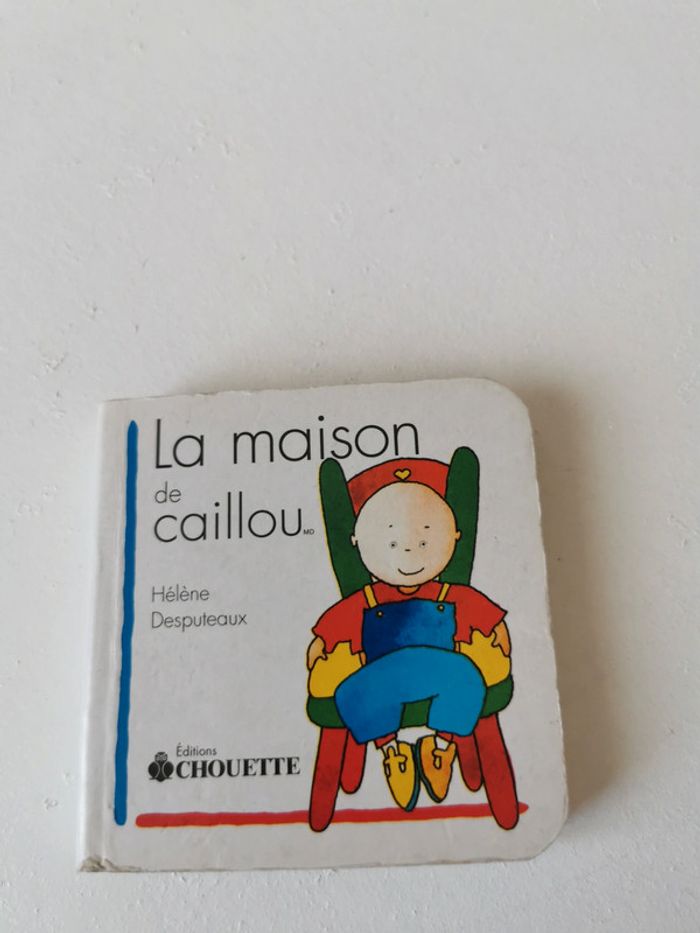 La maison
de
caillou MD
Hélène
Desputeaux
Éditions
CHOUETTE